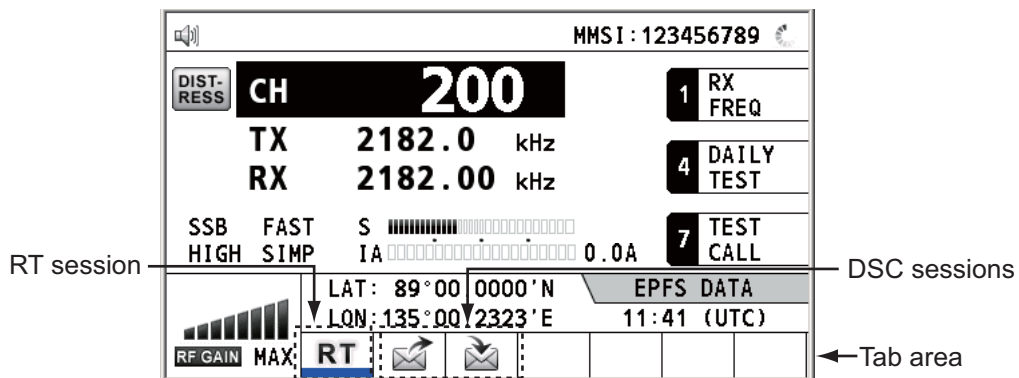 MMSI:123456789
DIST-
RESS
CH 200
1 RX
FREQ
TX 2182.0 kHz
RX 2182.00 kHz
4 DAILY
TEST
SSB FAST S
HIGH SIMP IA 0.0A
7 TEST
CALL
RT session
DSC sessions
LAT: 89°00.0000'N
LON:135°00.2323'E
EPFS DATA
11:41 (UTC)
RF GAIN MAX
RT
Tab area